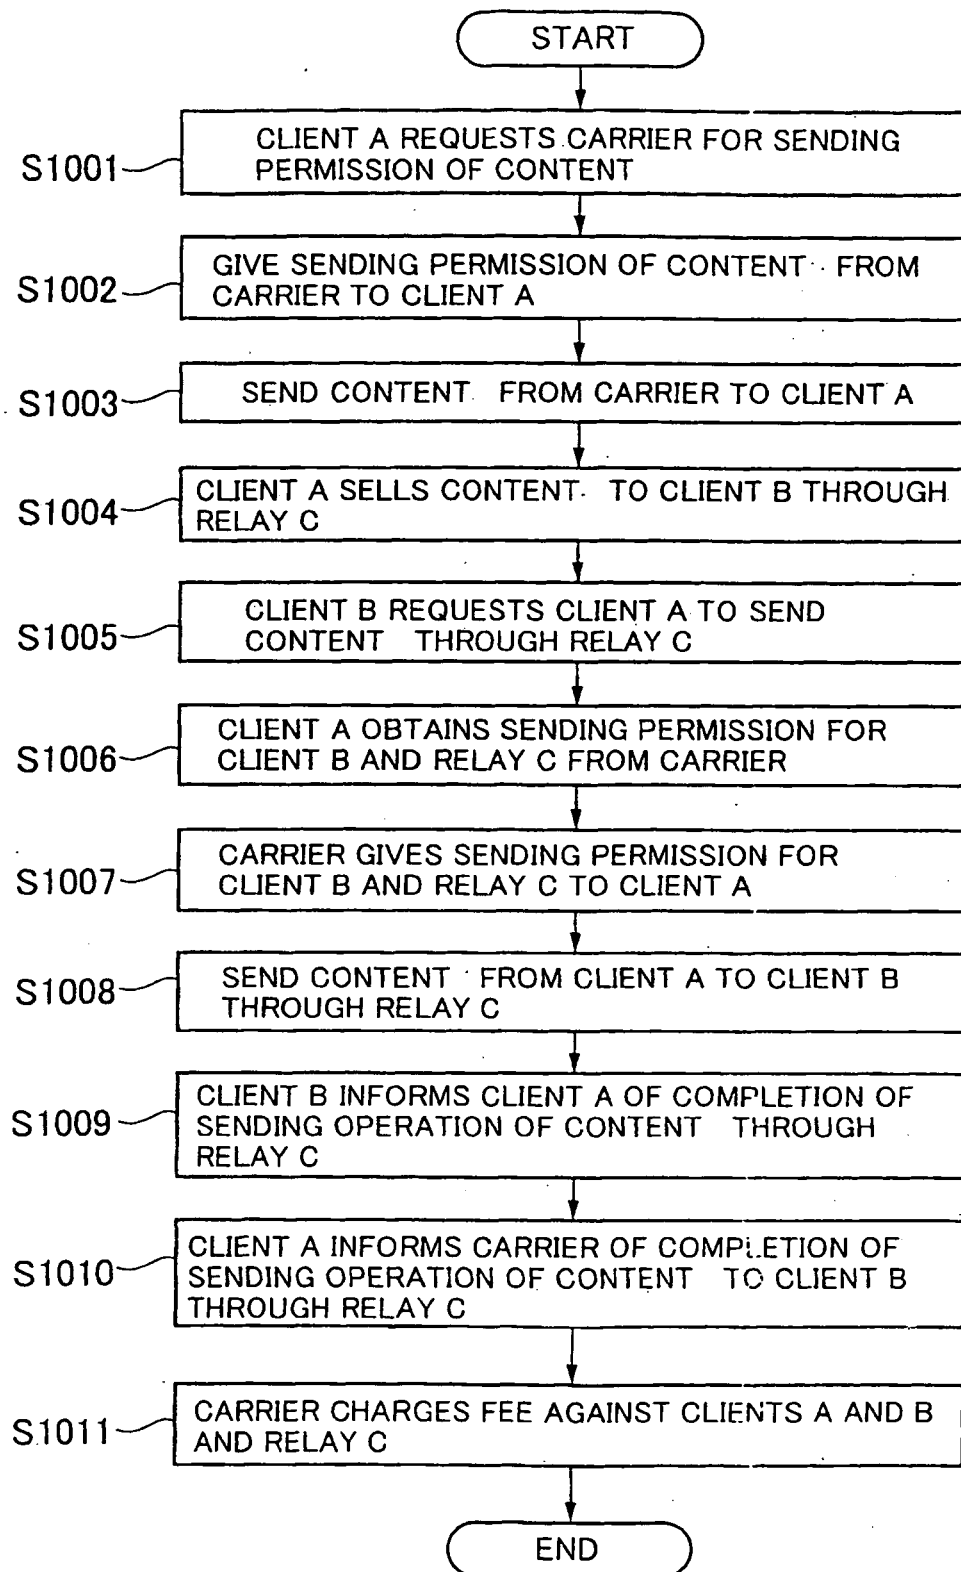 START
S1001
CLIENT A REQUESTS CARRIER FOR SENDING
PERMISSION OF CONTENT
S1002
GIVE SENDING PERMISSION OF CONTENT FROM
CARRIER TO CLIENT A
S1003
SEND CONTENT FROM CARRIER TO CLIENT A
S1004
CLIENT A SELLS CONTENT TO CLIENT B THROUGH
RELAY C
S1005
CLIENT B REQUESTS CLIENT A TO SEND
CONTENT THROUGH RELAY C
S1006
CLIENT A OBTAINS SENDING PERMISSION FOR
CLIENT B AND RELAY C FROM CARRIER
S1007
CARRIER GIVES SENDING PERMISSION FOR
CLIENT B AND RELAY C TO CLIENT A
S1008
SEND CONTENT FROM CLIENT A TO CLIENT B
THROUGH RELAY C
S1009
CLIENT B INFORMS CLIENT A OF COMPLETION OF
SENDING OPERATION OF CONTENT THROUGH
RELAY C
S1010
CLIENT A INFORMS CARRIER OF COMPLETION OF
SENDING OPERATION OF CONTENT TO CLIENT B
THROUGH RELAY C
S1011
CARRIER CHARGES FEE AGAINST CLIENTS A AND B
AND RELAY C
END